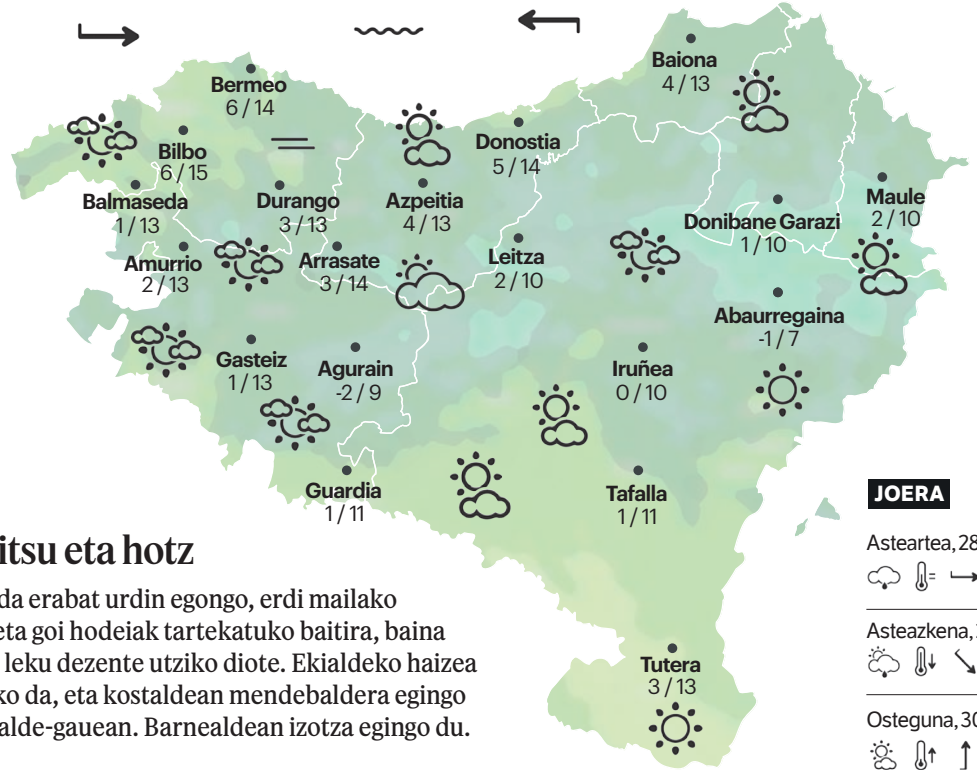 Baiona
4 / 13
Bermeo
6 / 14
Donostia
5 / 14
Bilbo
6 / 15
Balmaseda
1 / 13
Durango
3 / 13
Azpeitia
4 / 13
Maule
2 / 10
Donibane Garazi
1 / 10
Amurrio
2 / 13
Arrasate
3 / 14
Leitza
2 / 10
Abaurregaina
-1 / 7
Gasteiz
1 / 13
Agurain
-2 / 9
Iruñea
0 / 10
Guardia
1 / 11
Tafalla
1 / 11
Tutera
3 / 13
itsu eta hotz
da erabat urdin egongo, erdi mailako
eta goi hodeiak tartekatuko baitira, baina
leku dezente utziko diote. Ekialdeko haizea
ko da, eta kostaldean mendebaldera egingo
alde-gauean. Barnealdean izotza egingo du.
JOERA
Asteartea, 28
Asteazkena,
Osteguna, 30